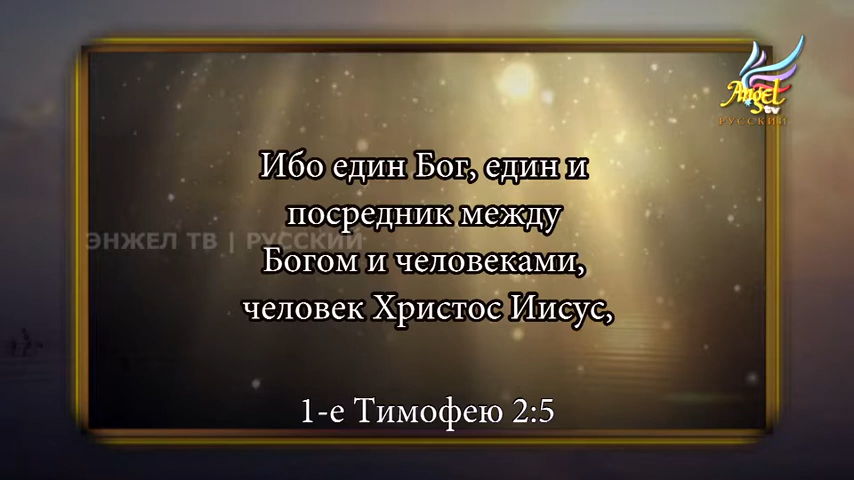 Angel
tv
РУССКИЙ
Ибо един Бог, един и
посредник между
ЭНЖЕЛ ТВ | РУССКИЙ
Богом и человеками,
человек Христос Иисус,
1-е Тимофею 2:5